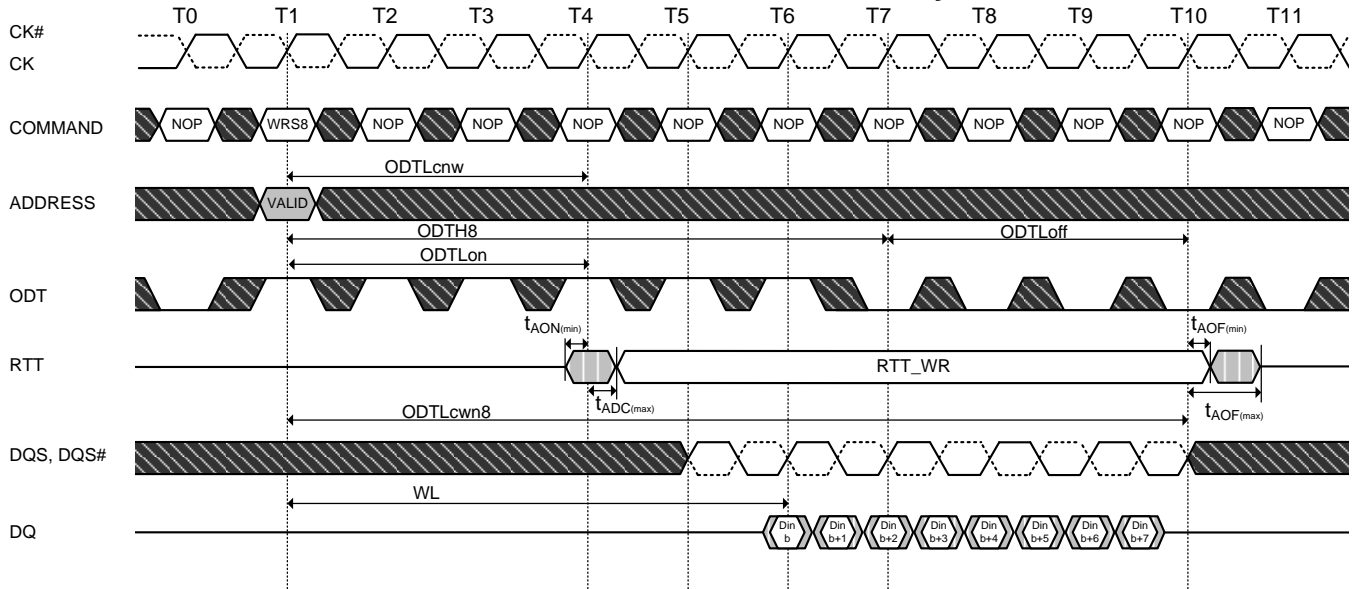 T0 T1 T2 T3 T4 T5 T6 T7 T8 T9 T10 T11
CK#
CK
COMMAND NOP WRS8 NOP NOP NOP NOP NOP NOP NOP NOP NOP NOP
ODTLcnw
ADDRESS VALID
ODTH8 ODTLoff
ODTLon
ODT
tAON(min) tAOF(min)
RTT RTT_WR
tADC(max) tAOF(max)
ODTLcwn8
DQS, DQS#
WL
DQ Din b Din b+1 Din b+2 Din b+3 Din b+4 Din b+5 Din b+6 Din b+7